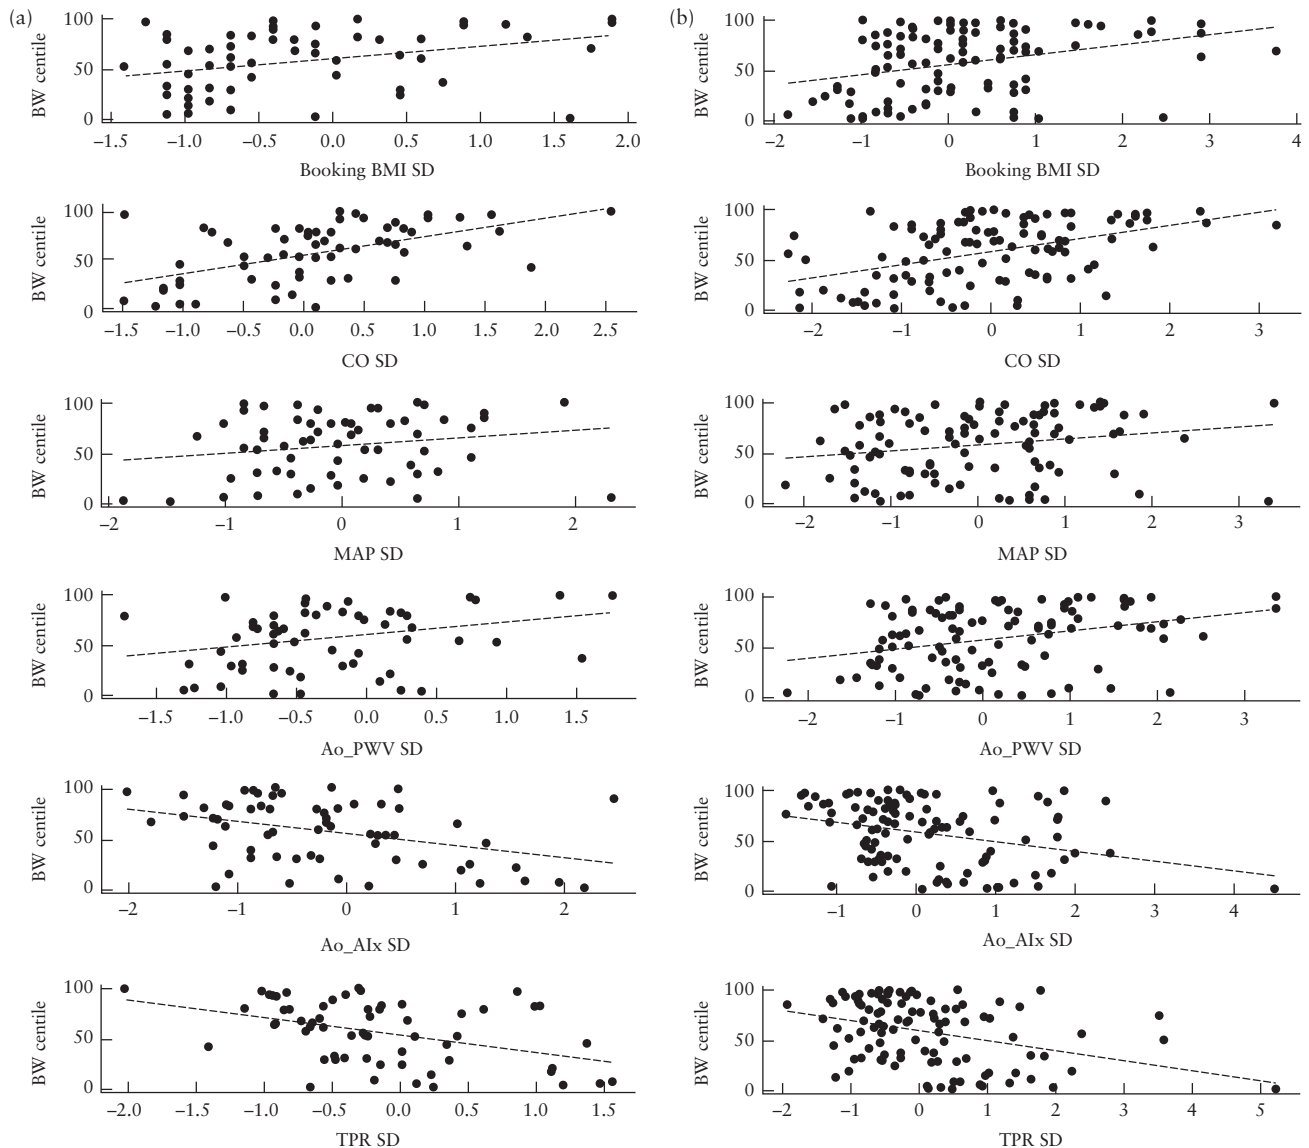 (a)
BW centile
100
50
0
−1.5 −1.0 −0.5 0.0 0.5 1.0 1.5 2.0
Booking BMI SD
(b)
BW centile
100
50
0
−2 −1 0 1 2 3 4
Booking BMI SD
BW centile
100
50
0
−1.5 −1.0 −0.5 0.0 0.5 1.0 1.5 2.0 2.5
CO SD
BW centile
100
50
0
−2 −1 0 1 2 3
CO SD
BW centile
100
50
0
−2 −1 0 1 2
MAP SD
BW centile
100
50
0
−2 −1 0 1 2 3
MAP SD
BW centile
100
50
0
−1.5 −1.0 −0.5 0.0 0.5 1.0 1.5
Ao_PWV SD
BW centile
100
50
0
−2 −1 0 1 2 3
Ao_PWV SD
BW centile
100
50
0
−2 −1 0 1 2
Ao_AIx SD
BW centile
100
50
0
−1 0 1 2 3 4
Ao_AIx SD
BW centile
100
50
0
−2.0 −1.5 −1.0 −0.5 0.0 0.5 1.0 1.5
TPR SD
BW centile
100
50
0
−2 −1 0 1 2 3 4 5
TPR SD